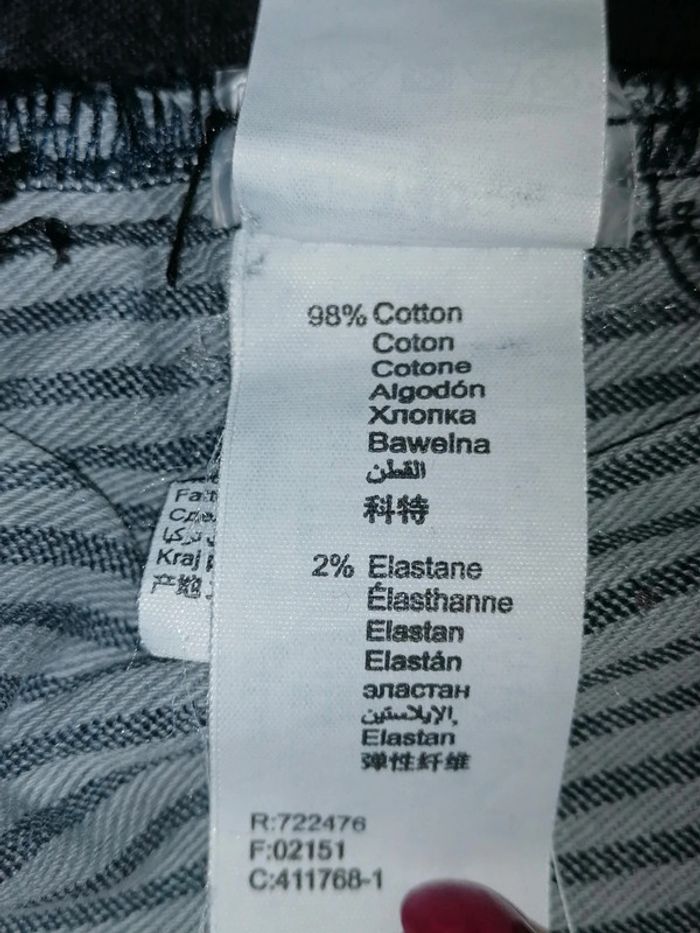 98% Cotton
Coton
Cotone
Algodón
Хлопка
Bawelna
القطن
科特
2% Elastane
Élasthanne
Elastan
Elastán
эластан
الإيلاستين,
Elastan
弹性纤维
R:722476
F:02151
C:411768-1
Kraj